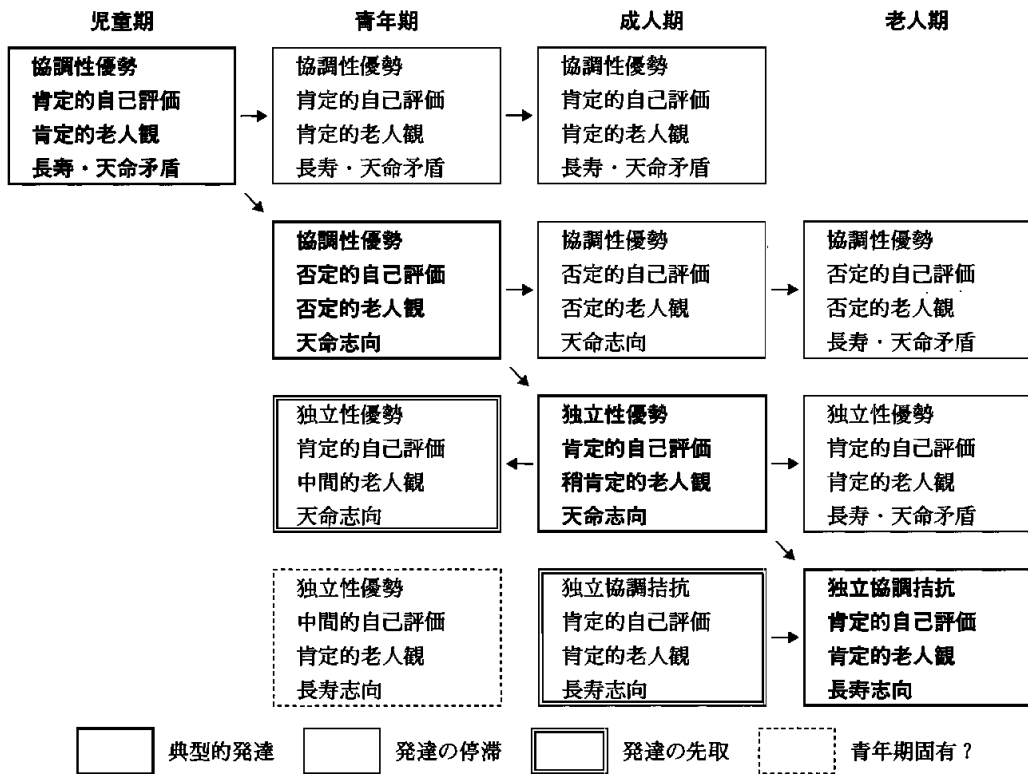 児童期
青年期
成人期
老人期
協調性優勢
肯定的自己評価
肯定的老人観
長寿・天命矛盾
協調性優勢
肯定的自己評価
肯定的老人観
長寿・天命矛盾
協調性優勢
肯定的自己評価
肯定的老人観
長寿・天命矛盾
協調性優勢
否定的自己評価
否定的老人観
天命志向
協調性優勢
否定的自己評価
否定的老人観
天命志向
協調性優勢
否定的自己評価
否定的老人観
長寿・天命矛盾
独立性優勢
肯定的自己評価
中間的老人観
天命志向
独立性優勢
肯定的自己評価
稍肯定的老人観
天命志向
独立性優勢
肯定的自己評価
肯定的老人観
長寿・天命矛盾
独立性優勢
中間的自己評価
肯定的老人観
長寿志向
独立協調拮抗
肯定的自己評価
肯定的老人観
長寿志向
独立協調拮抗
肯定的自己評価
肯定的老人観
長寿志向
典型的発達
発達の停滞
発達の先取
青年期固有？